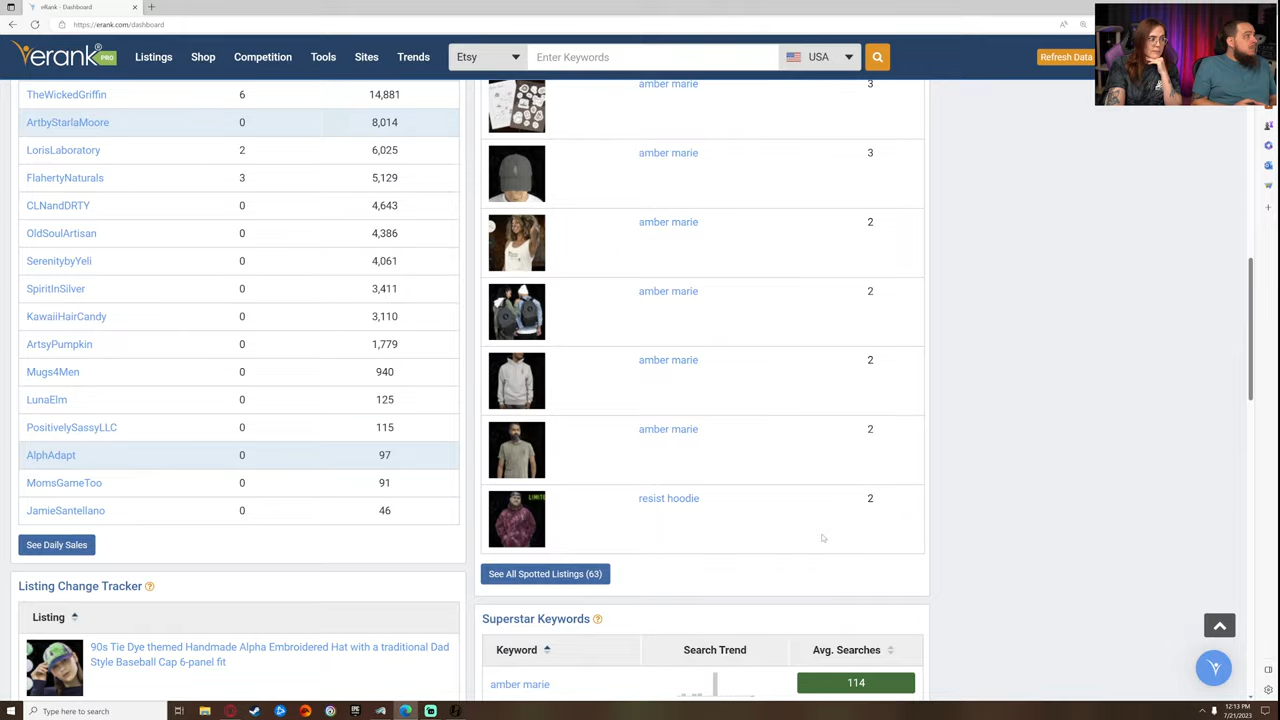 eRank - Dashboard
https://erank.com/dashboard
erank PRO
Listings
Shop
Competition
Tools
Trends
Etsy
Enter Keywords
USA
Refresh Data
TheWickedGriffin 6 14,881
ArtbyStarlaMoore 0 8,014
LorisLaboratory 2 6,025
FlahertyNaturals 3 5,129
CLNandDRTY 0 4,643
OldSoulArtisan 0 4,386
SerenitybyYeli 0 4,061
SpiritInSilver 0 3,411
KawaiiHairCandy 0 3,110
ArtsyPumpkin 0 1,779
Mugs4Men 0 940
LunaElm 0 125
PositivelySassyLLC 0 115
AlphAdapt 0 97
MomsGameToo 0 91
JamieSantellano 0 46
See Daily Sales
Listing Change Tracker ?
Listing
90s Tie Dye themed Handmade Alpha Embroidered Hat with a traditional Dad
Style Baseball Cap 6-panel fit
amber marie 3
amber marie 3
amber marie 2
amber marie 2
amber marie 2
amber marie 2
LIMITE
resist hoodie 2
See All Spotted Listings (63)
Superstar Keywords ?
Keyword Search Trend Avg. Searches
amber marie 114
Type here to search
12:13 PM
7/21/2023